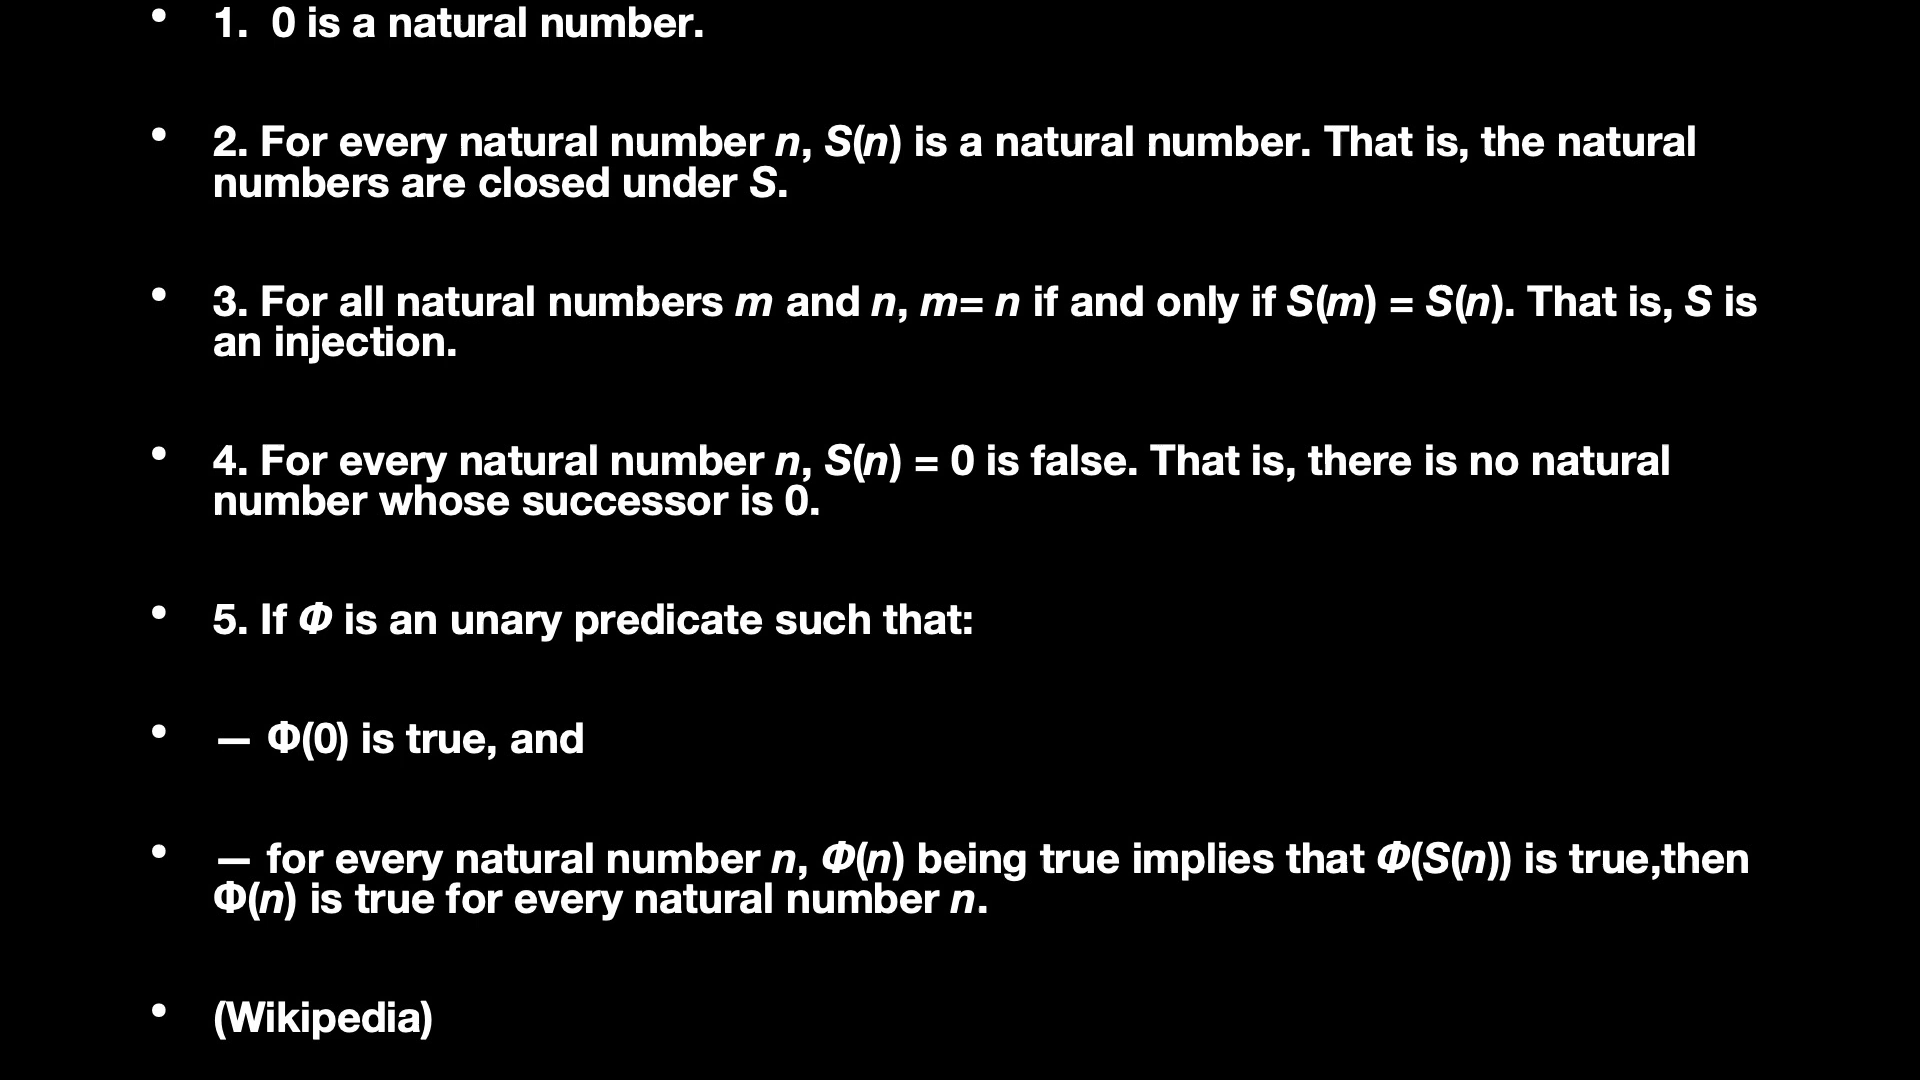 • 1. 0 is a natural number.
• 2. For every natural number n, S(n) is a natural number. That is, the natural
numbers are closed under S.
• 3. For all natural numbers m and n, m= n if and only if S(m) = S(n). That is, S is
an injection.
• 4. For every natural number n, S(n) = 0 is false. That is, there is no natural
number whose successor is 0.
• 5. If Φ is an unary predicate such that:
• — Φ(0) is true, and
• — for every natural number n, Φ(n) being true implies that Φ(S(n)) is true,then
Φ(n) is true for every natural number n.
• (Wikipedia)